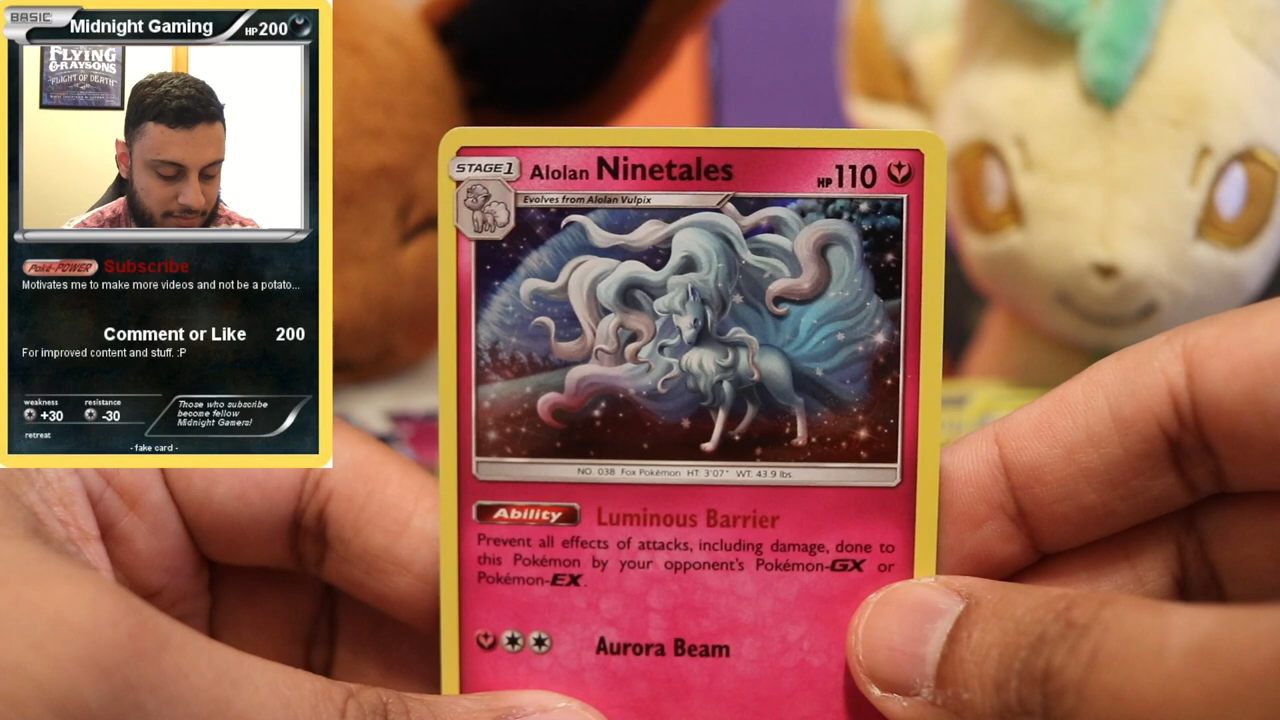 BASIC
Midnight Gaming
HP200
FLYING
GRAYSONS
"FLIGHT OF DEATH"
Poké-POWER Subscribe
Motivates me to make more videos and not be a potato...
Comment or Like 200
For improved content and stuff. :P
weakness resistance
+30 -30
retreat
Those who subscribe
become fellow
Midnight Gamers!
- fake card -
STAGE1
Alolan Ninetales
HP110
Evolves from Alolan Vulpix
NO. 038 Fox Pokémon HT: 3'07" WT: 43.9 lbs.
Ability Luminous Barrier
Prevent all effects of attacks, including damage, done to
this Pokémon by your opponent's Pokémon-GX or
Pokémon-EX.
Aurora Beam